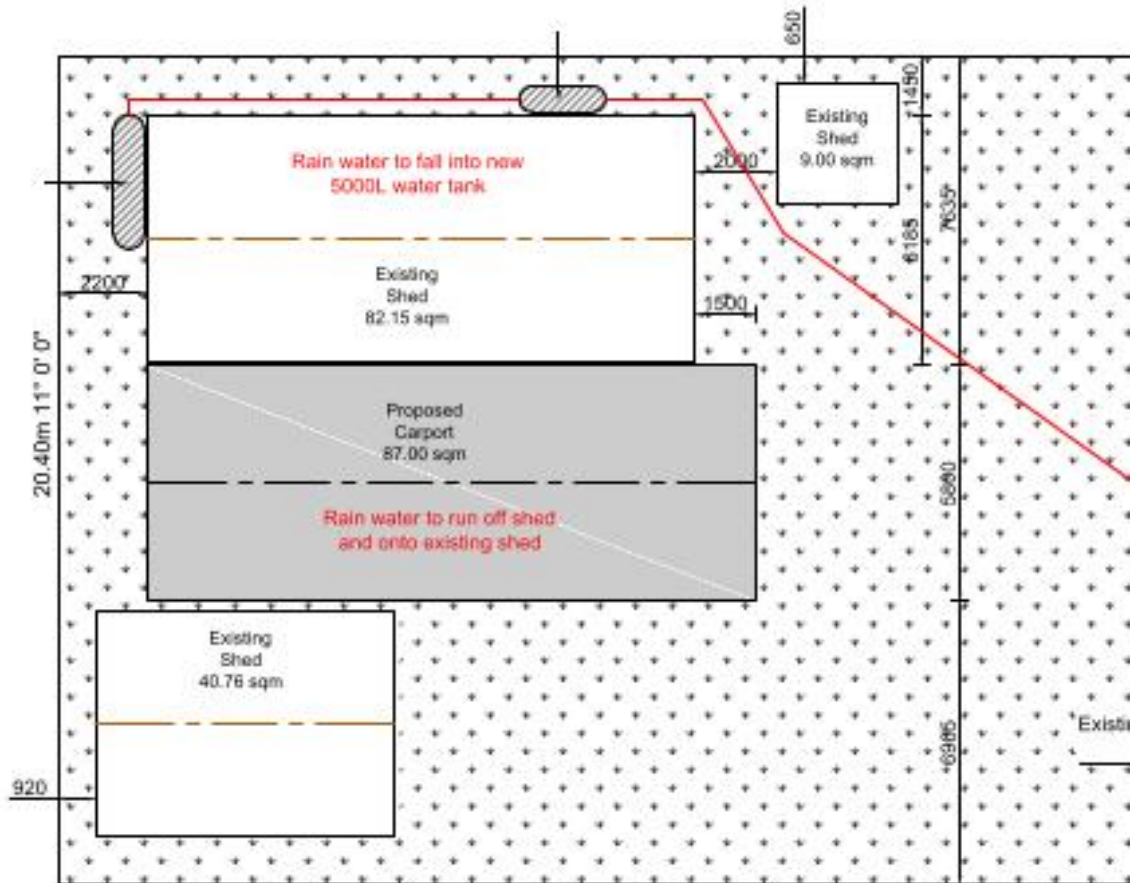 650
1450
Existing
Shed
9.00 sqm
Rain water to fall into new
5000L water tank
2000
7635
6185
Existing
Shed
82.15 sqm
2200
1500
20.40m 11° 0' 0"
Proposed
Carport
87.00 sqm
Rain water to run off shed
and onto existing shed
Existing
Shed
40.76 sqm
Existin
920